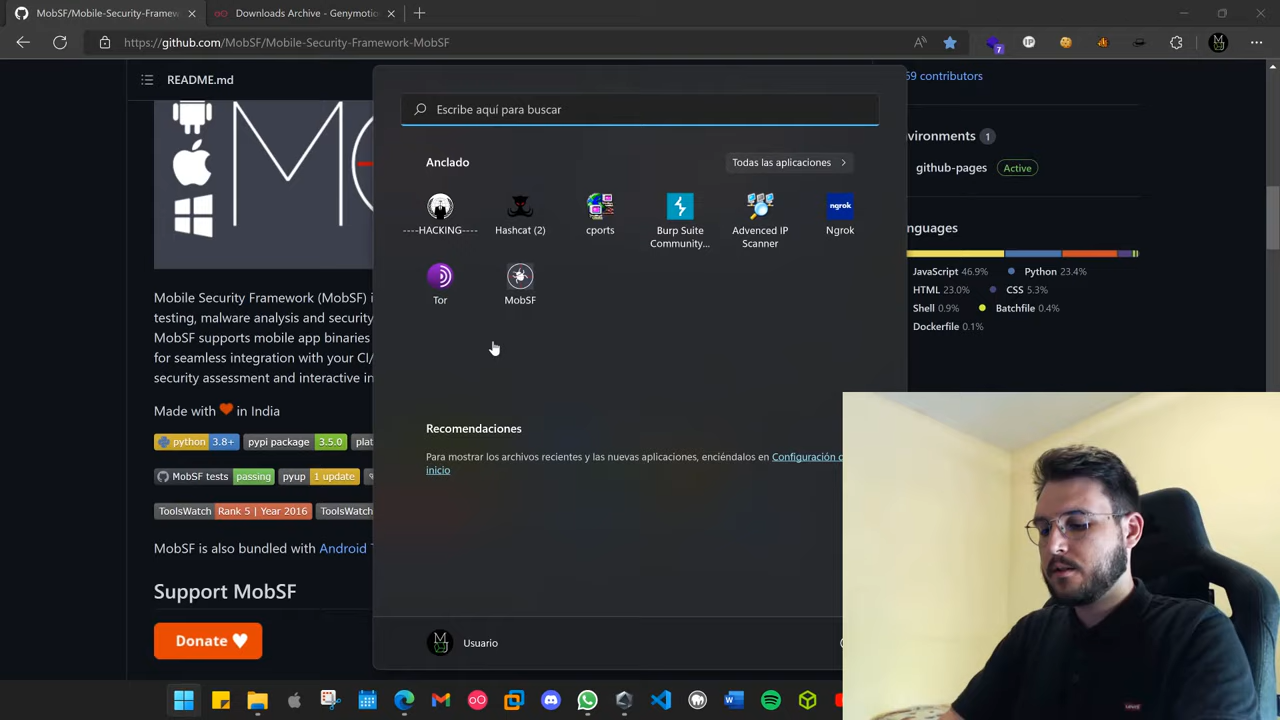 MobSF/Mobile-Security-Framew
Downloads Archive - Genymotic
https://github.com/MobSF/Mobile-Security-Framework-MobSF
7
IP
README.md
59 contributors
Escribe aquí para buscar
vironments 1
Anclado
Todas las aplicaciones
github-pages Active
----HACKING----
Hashcat (2)
cports
Burp Suite
Community...
Advanced IP
Scanner
ngrok
Ngrok
nguages
JavaScript 46.9% Python 23.4%
HTML 23.0% CSS 5.3%
Shell 0.9% Batchfile 0.4%
Dockerfile 0.1%
Tor
MobSF
Mobile Security Framework (MobSF) i
testing, malware analysis and security
MobSF supports mobile app binaries
for seamless integration with your CI/
security assessment and interactive in
Made with in India
python 3.8+ pypi package 3.5.0 plat
MobSF tests passing pyup 1 update
ToolsWatch Rank 5 | Year 2016 ToolsWatch
MobSF is also bundled with Android T
Support MobSF
Donate
Recomendaciones
Para mostrar los archivos recientes y las nuevas aplicaciones, enciéndalos en Configuración d
inicio
Usuario